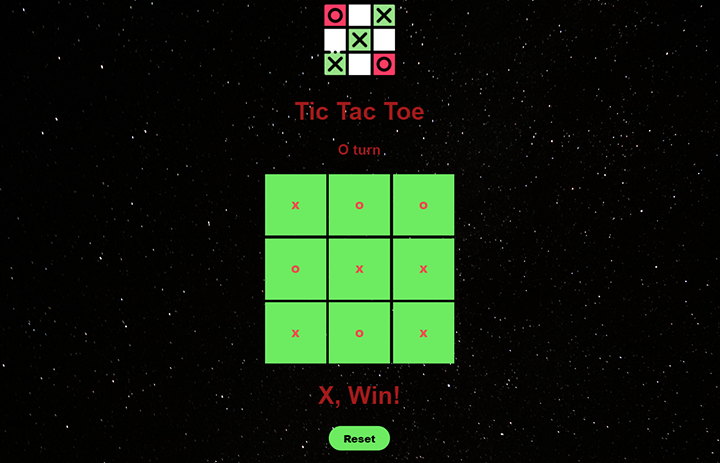 O X
X
X O
Tic Tac Toe
O turn
x o o
o x x
x o x
X, Win!
Reset